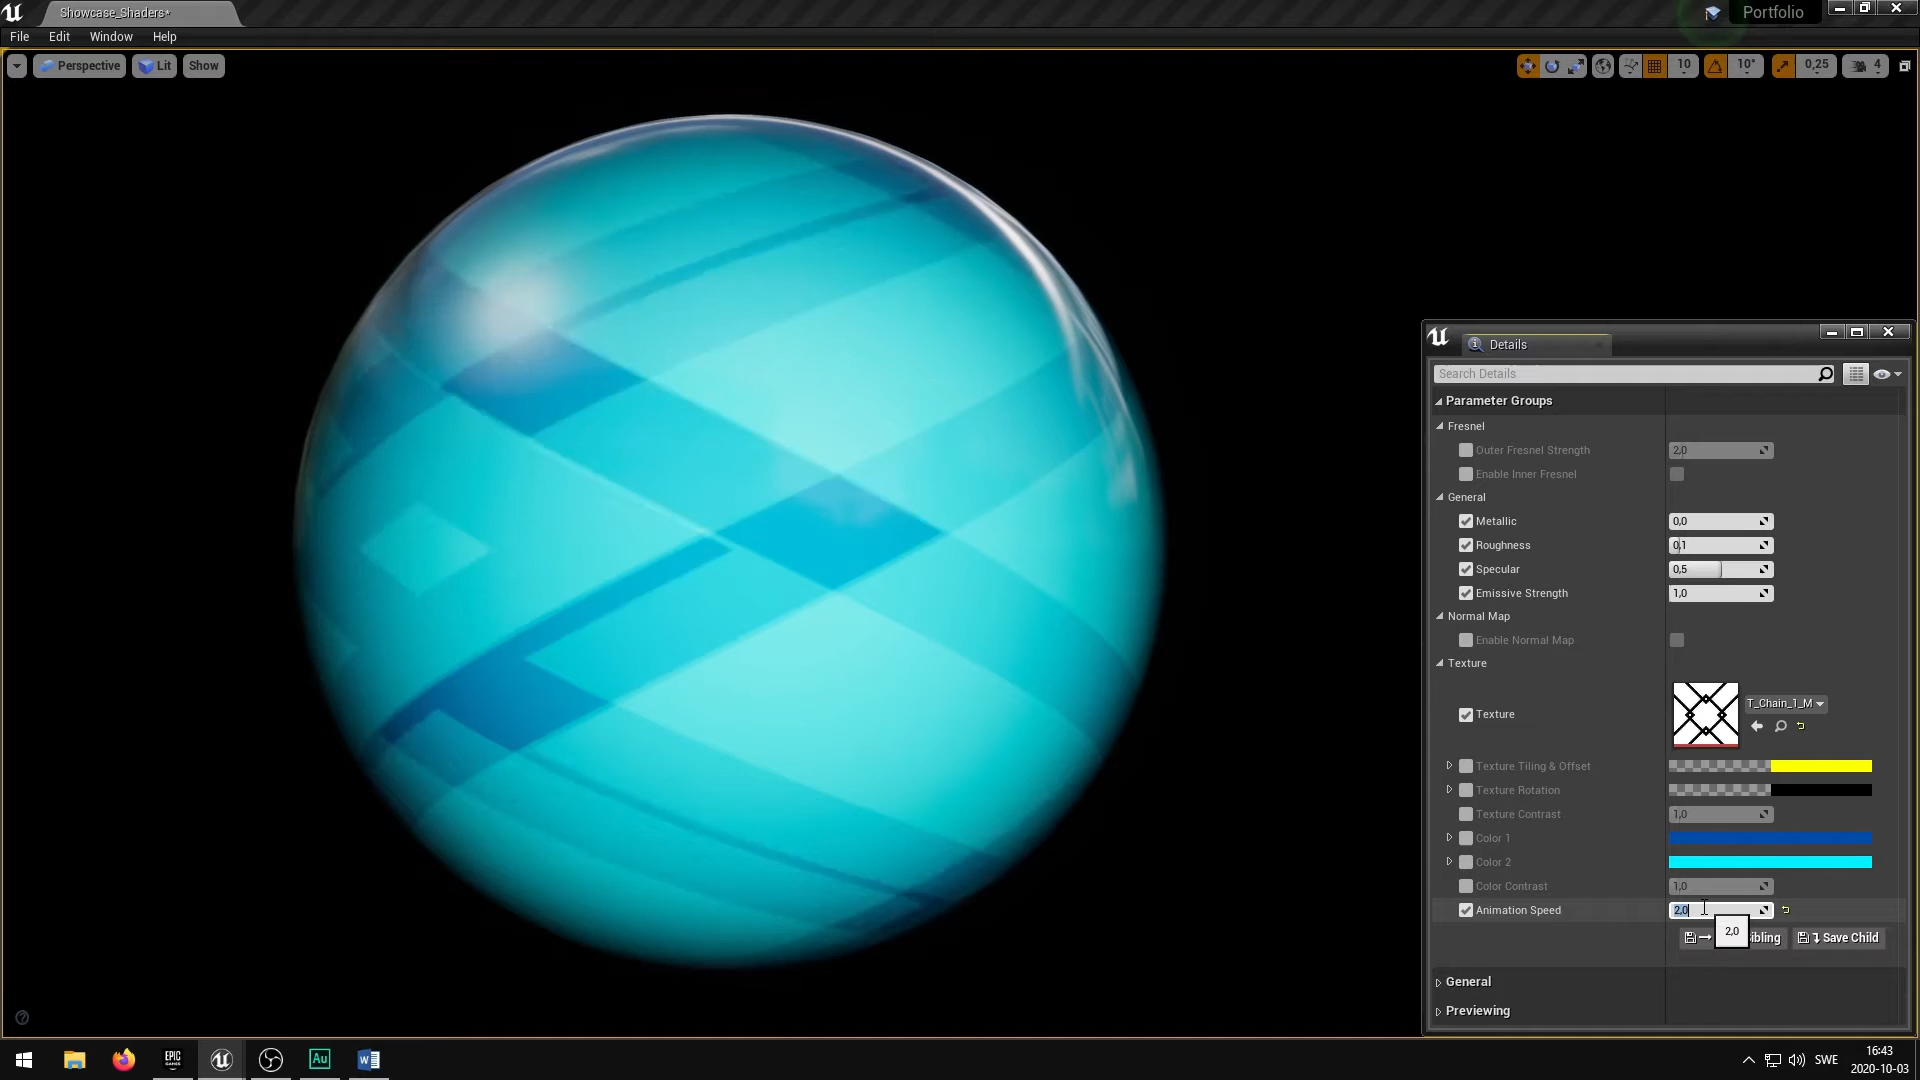 Showcase_Shaders*
Portfolio
File Edit Window Help
Perspective Lit Show
10 10° 0,25 4
Details
Search Details
Parameter Groups
Fresnel
Outer Fresnel Strength 2,0
Enable Inner Fresnel
General
Metallic 0,0
Roughness 0,1
Specular 0,5
Emissive Strength 1,0
Normal Map
Enable Normal Map
Texture
Texture T_Chain_1_M
Texture Tiling & Offset
Texture Rotation
Texture Contrast 1,0
Color 1
Color 2
Color Contrast 1,0
Animation Speed 2,0
2,0
ibling Save Child
General
Previewing
EPIC
GAMES
Au
W
SWE
16:43
2020-10-03